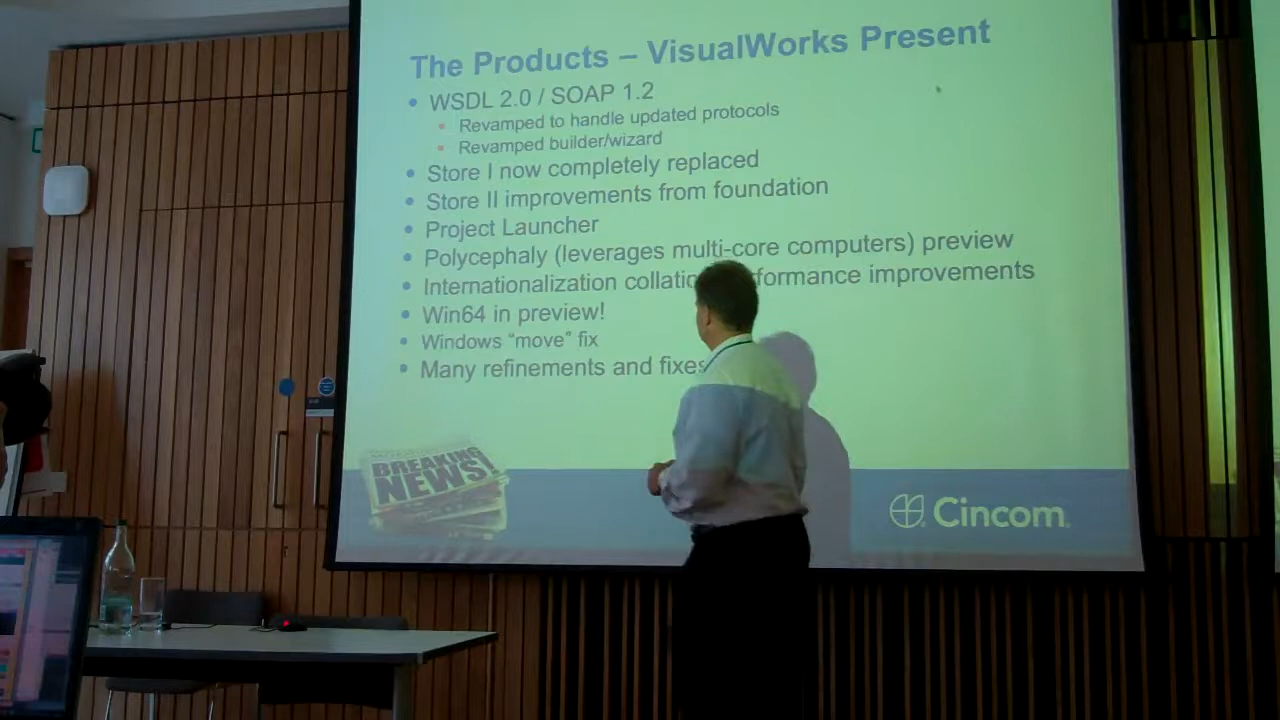 The Products – VisualWorks Present
• WSDL 2.0 / SOAP 1.2
• Revamped to handle updated protocols
• Revamped builder/wizard
• Store I now completely replaced
• Store II improvements from foundation
• Project Launcher
• Polycephaly (leverages multi-core computers) preview
• Internationalization formance improvements
• Win64 in preview!
• Windows “move” fix
• Many refinements and fixes
BREAKING
NEWS!
Cincom